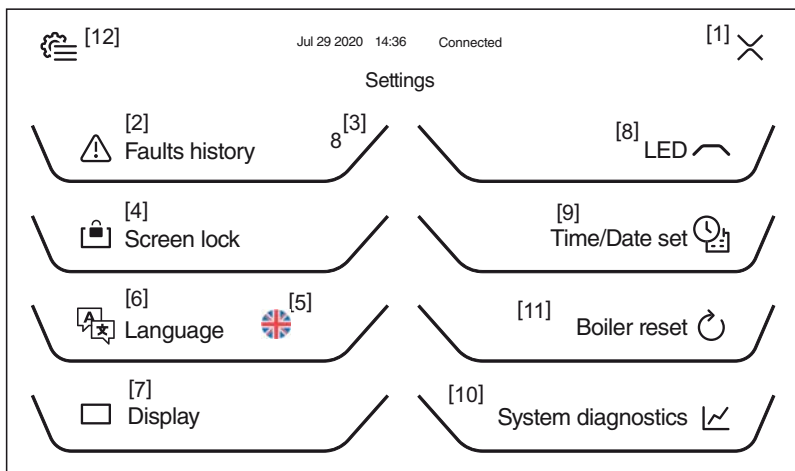 [12] Jul 29 2020 14:36 Connected [1]
Settings
[2] [3]
Faults history 8
[8]
LED
[4]
Screen lock
[9]
Time/Date set
[6] [5]
Language
[11] Boiler reset
[7]
Display
[10]
System diagnostics